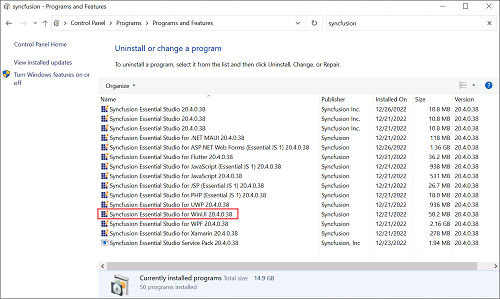 syncfusion - Programs and Features
Control Panel > Programs > Programs and Features
syncfusion
Control Panel Home
View installed updates
Turn Windows features on or off
Uninstall or change a program
To uninstall a program, select it from the list and then click Uninstall, Change, or Repair.
Organize
Name Publisher Installed On Size Version
Syncfusion Essential Studio 20.4.0.38 Syncfusion Inc. 12/26/2022 10.8 MB 20.4.0.38
Syncfusion Essential Studio 20.4.0.38 Syncfusion Inc. 12/21/2022 10.8 MB 20.4.0.38
Syncfusion Essential Studio 20.4.0.38 Syncfusion Inc. 12/21/2022 10.8 MB 20.4.0.38
Syncfusion Essential Studio for .NET MAUI 20.4.0.38 Syncfusion Inc. 12/21/2022 118 MB 20.4.0.38
Syncfusion Essential Studio for ASP.NET Web Forms (Essential JS 1) 20.4.0.38 Syncfusion Inc. 12/26/2022 1.36 GB 20.4.0.38
Syncfusion Essential Studio for Flutter 20.4.0.38 Syncfusion Inc. 12/21/2022 36.2 MB 20.4.0.38
Syncfusion Essential Studio for JavaScript (Essential JS 1) 20.4.0.38 Syncfusion Inc. 12/21/2022 938 MB 20.4.0.38
Syncfusion Essential Studio for JavaScript 20.4.0.38 Syncfusion Inc. 12/21/2022 531 MB 20.4.0.38
Syncfusion Essential Studio for JSP (Essential JS 1) 20.4.0.38 Syncfusion Inc. 12/21/2022 26.7 MB 20.4.0.38
Syncfusion Essential Studio for PHP (Essential JS 1) 20.4.0.38 Syncfusion Inc. 12/21/2022 18.0 MB 20.4.0.38
Syncfusion Essential Studio for UWP 20.4.0.38 Syncfusion Inc. 12/21/2022 936 MB 20.4.0.38
Syncfusion Essential Studio for WinUI 20.4.0.38 Syncfusion Inc. 12/21/2022 50.2 MB 20.4.0.38
Syncfusion Essential Studio for WPF 20.4.0.38 Syncfusion Inc. 12/21/2022 2.16 GB 20.4.0.38
Syncfusion Essential Studio for Xamarin 20.4.0.38 Syncfusion Inc. 12/21/2022 278 MB 20.4.0.38
Syncfusion Essential Studio Service Pack 20.4.0.38 Syncfusion, Inc 12/23/2022 1.94 MB 20.4.0.38
Currently installed programs Total size: 14.9 GB
50 programs installed